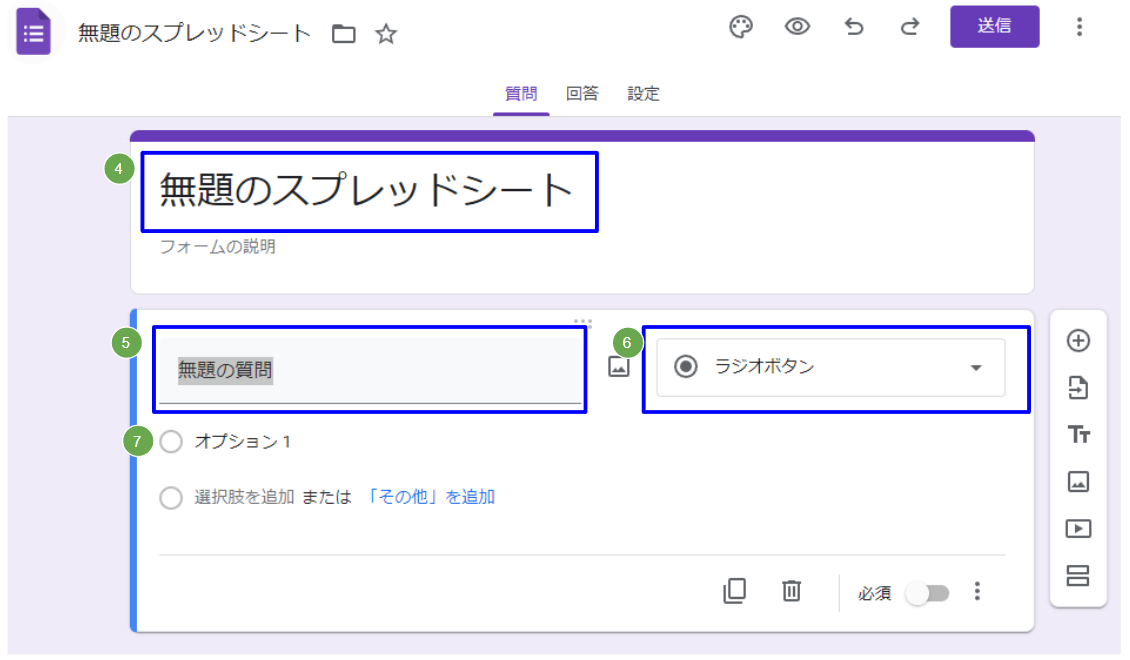 無題のスプレッドシート
送信
質問 回答 設定
4
無題のスプレッドシート
フォームの説明
5
無題の質問
6
ラジオボタン
7
オプション 1
選択肢を追加 または 「その他」を追加
Tт
必須